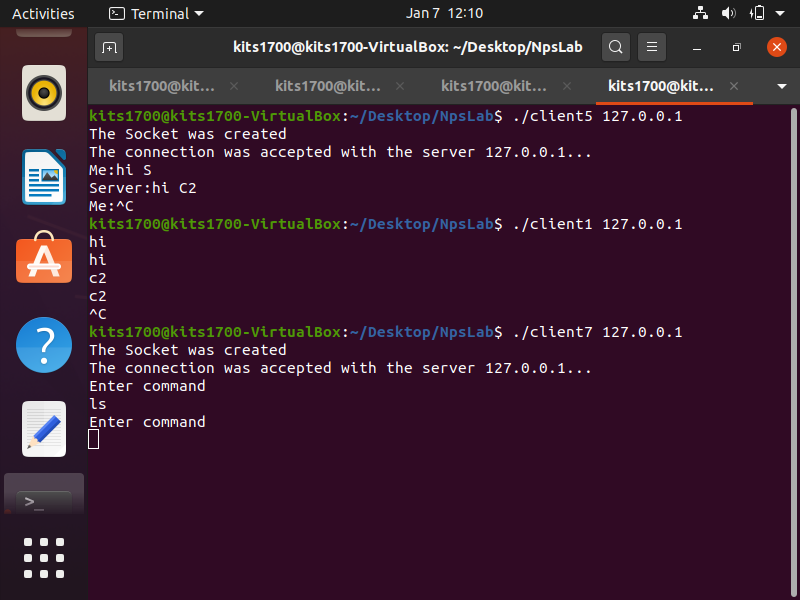 Activities Terminal Jan 7 12:10
kits1700@kits1700-VirtualBox: ~/Desktop/NpsLab
kits1700@kit... × kits1700@kit... × kits1700@kit... × kits1700@kit... ×
kits1700@kits1700-VirtualBox:~/Desktop/NpsLab$ ./client5 127.0.0.1
The Socket was created
The connection was accepted with the server 127.0.0.1...
Me:hi S
Server:hi C2
Me:^C
kits1700@kits1700-VirtualBox:~/Desktop/NpsLab$ ./client1 127.0.0.1
hi
hi
c2
c2
^C
kits1700@kits1700-VirtualBox:~/Desktop/NpsLab$ ./client7 127.0.0.1
The Socket was created
The connection was accepted with the server 127.0.0.1...
Enter command
ls
Enter command